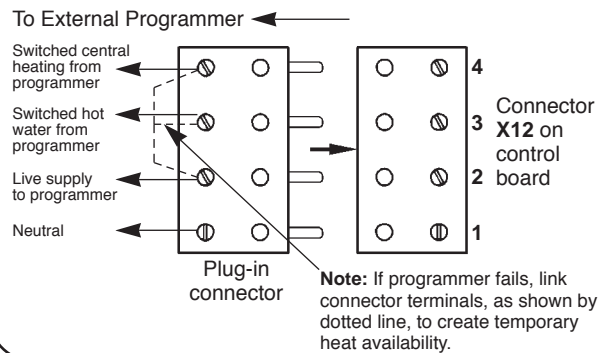 To External Programmer
Switched central
heating from
programmer
Switched hot
water from
programmer
Live supply
to programmer
Neutral
Plug-in
connector
4
3
2
1
Connector
X12 on
control
board
Note: If programmer fails, link
connector terminals, as shown by
dotted line, to create temporary
heat availability.